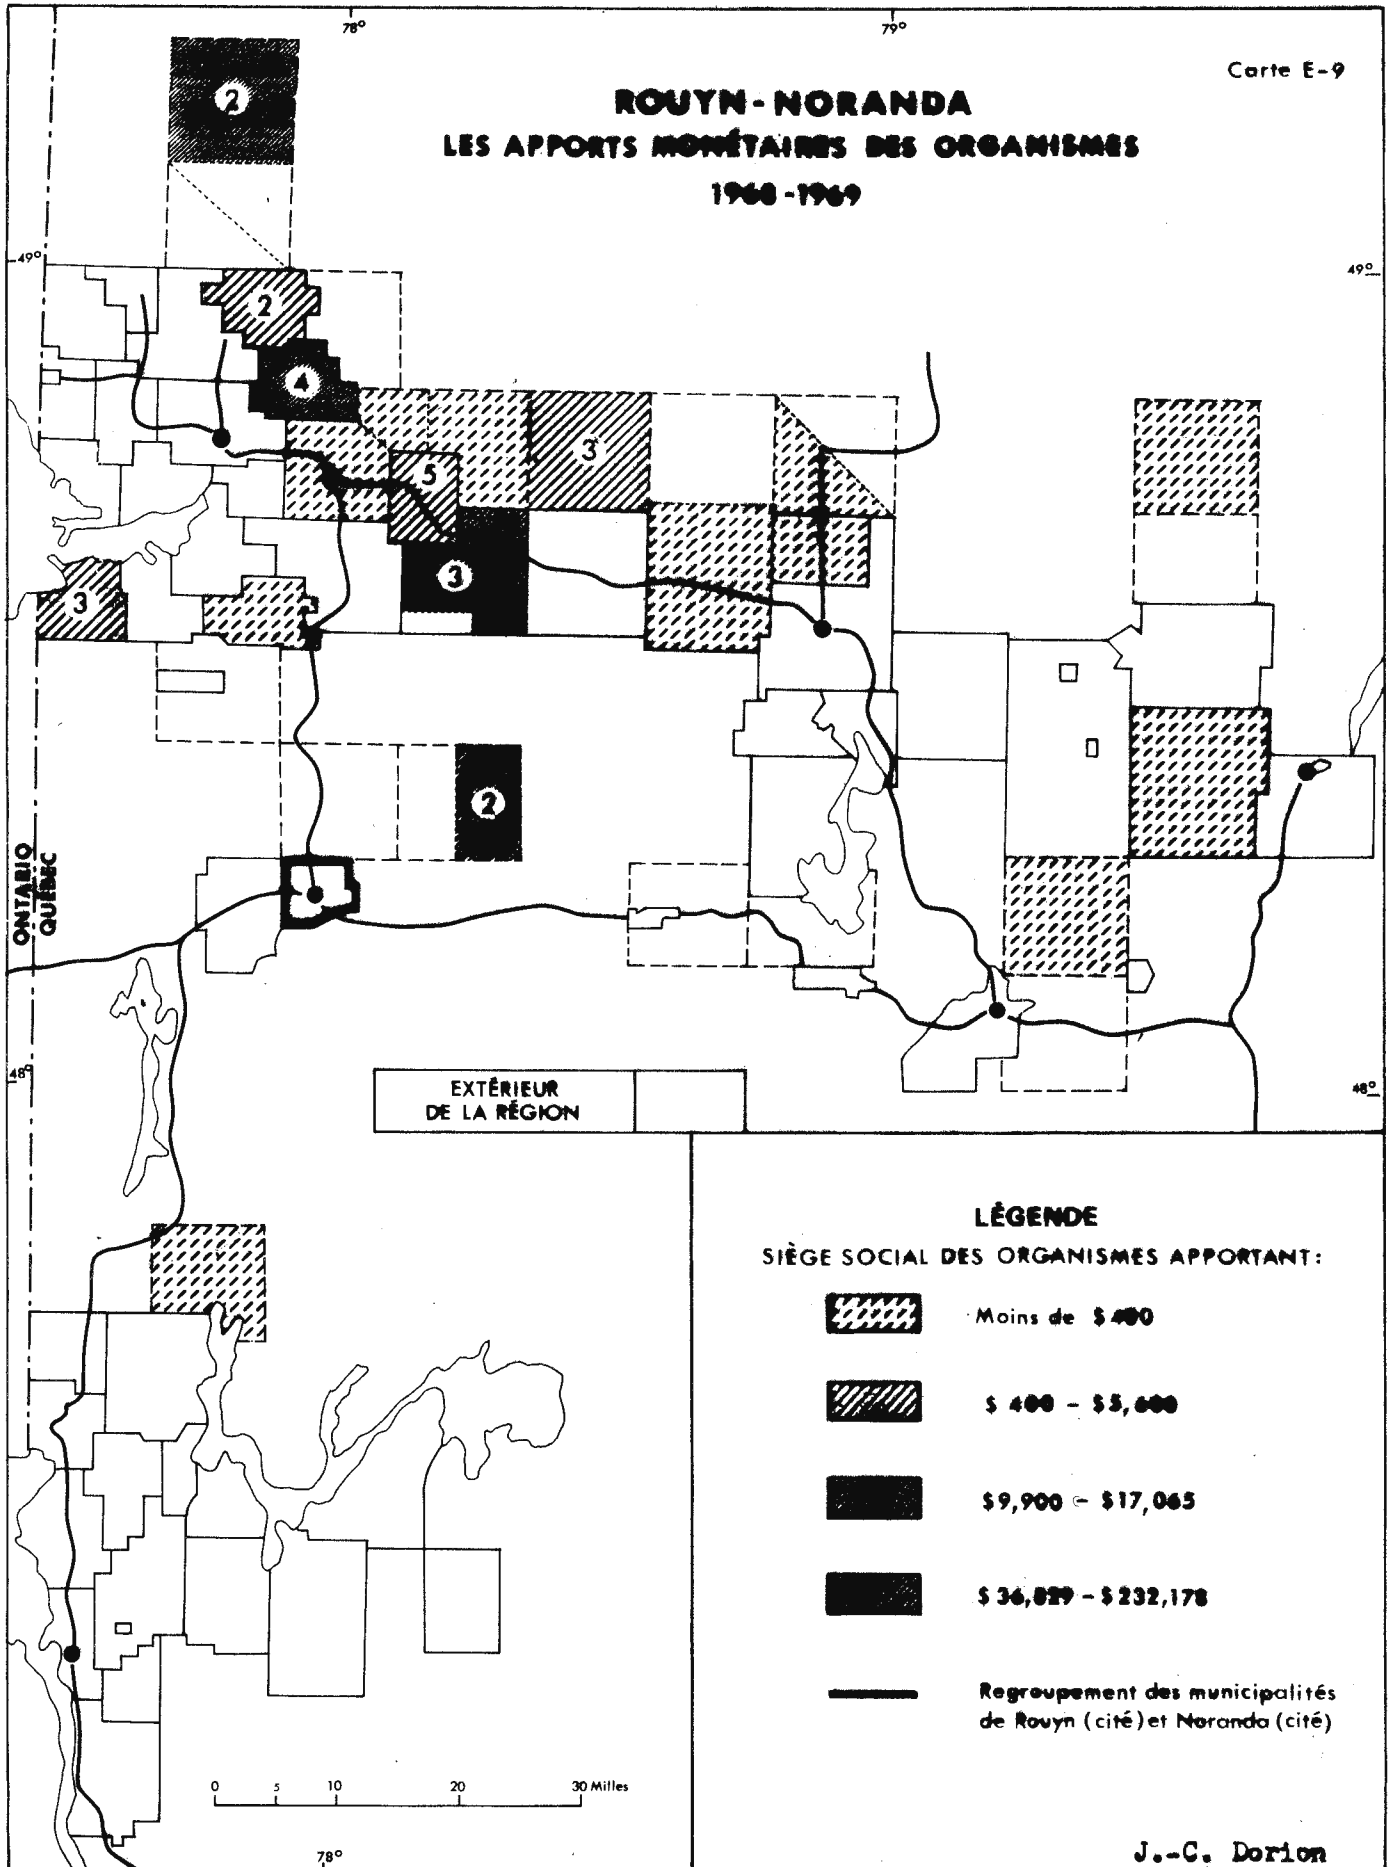 78°
79°
Carte E-9
ROUYN-NORANDA
LES APPORTS MONÉTAIRES DES ORGANISMES
1968-1969
2
49°
49°
2
4
3
5
3
3
2
ONTARIO
QUÉBEC
48°
48°
EXTÉRIEUR
DE LA RÉGION
LÉGENDE
SIÈGE SOCIAL DES ORGANISMES APPORTANT:
Moins de $400
$ 400 - $5,600
$9,900 - $17,065
$36,829 - $232,178
Regroupement des municipalités
de Rouyn (cité) et Noranda (cité)
0 5 10 20 30 Milles
78°
J.-C. Dorion